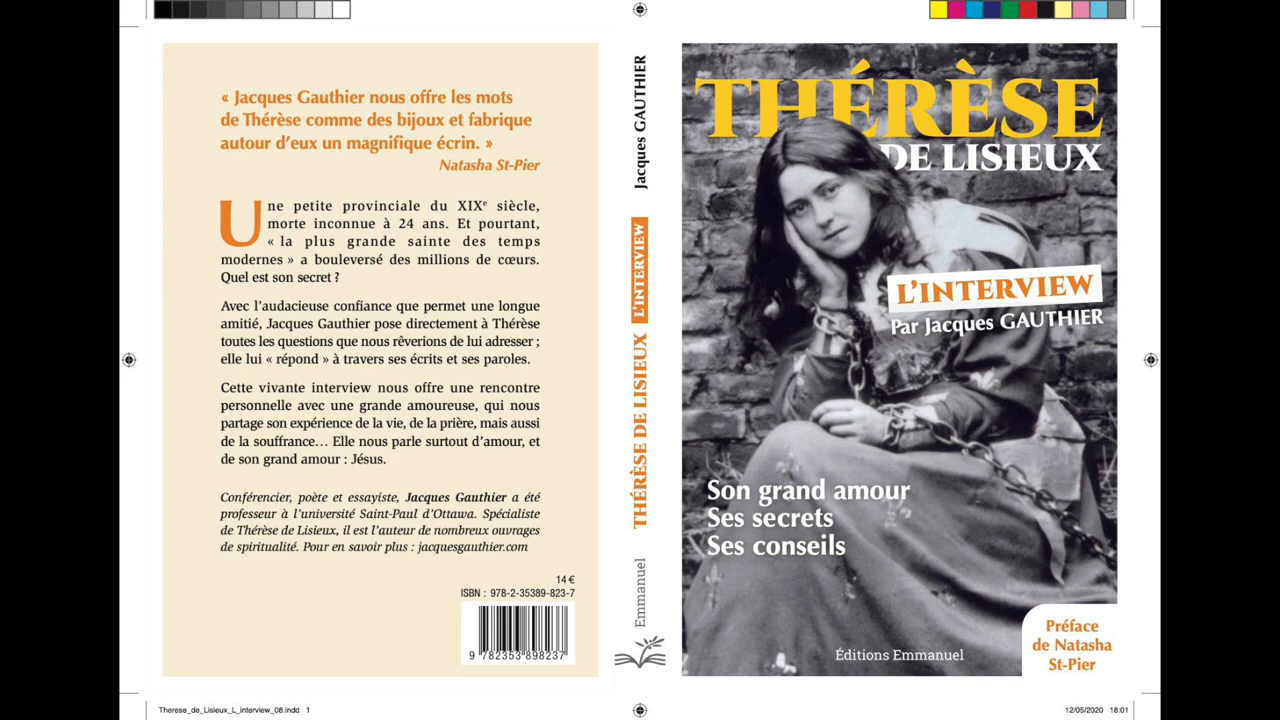 « Jacques Gauthier nous offre les mots
de Thérèse comme des bijoux et fabrique
autour d'eux un magnifique écrin. »
Natasha St-Pier
Une petite provinciale du XIXe siècle,
morte inconnue à 24 ans. Et pourtant,
« la plus grande sainte des temps
modernes » a bouleversé des millions de cœurs.
Quel est son secret ?
Avec l'audacieuse confiance que permet une longue
amitié, Jacques Gauthier pose directement à Thérèse
toutes les questions que nous rêverions de lui adresser ;
elle lui « répond » à travers ses écrits et ses paroles.
Cette vivante interview nous offre une rencontre
personnelle avec une grande amoureuse, qui nous
partage son expérience de la vie, de la prière, mais aussi
de la souffrance… Elle nous parle surtout d'amour, et
de son grand amour : Jésus.
Conférencier, poète et essayiste, Jacques Gauthier a été
professeur à l'université Saint-Paul d'Ottawa. Spécialiste
de Thérèse de Lisieux, il est l'auteur de nombreux ouvrages
de spiritualité. Pour en savoir plus : jacquesgauthier.com
14 €
ISBN : 978-2-35389-823-7
9 782353 898237
Jacques GAUTHIER
THÉRÈSE DE LISIEUX L'INTERVIEW
Emmanuel
THÉRÈSE
DE LISIEUX
L'INTERVIEW
Par Jacques GAUTHIER
Son grand amour
Ses secrets
Ses conseils
Éditions Emmanuel
Préface
de Natasha
St-Pier
Therese_de_Lisieux_L_interview_08.indd 1
12/05/2020 18:01